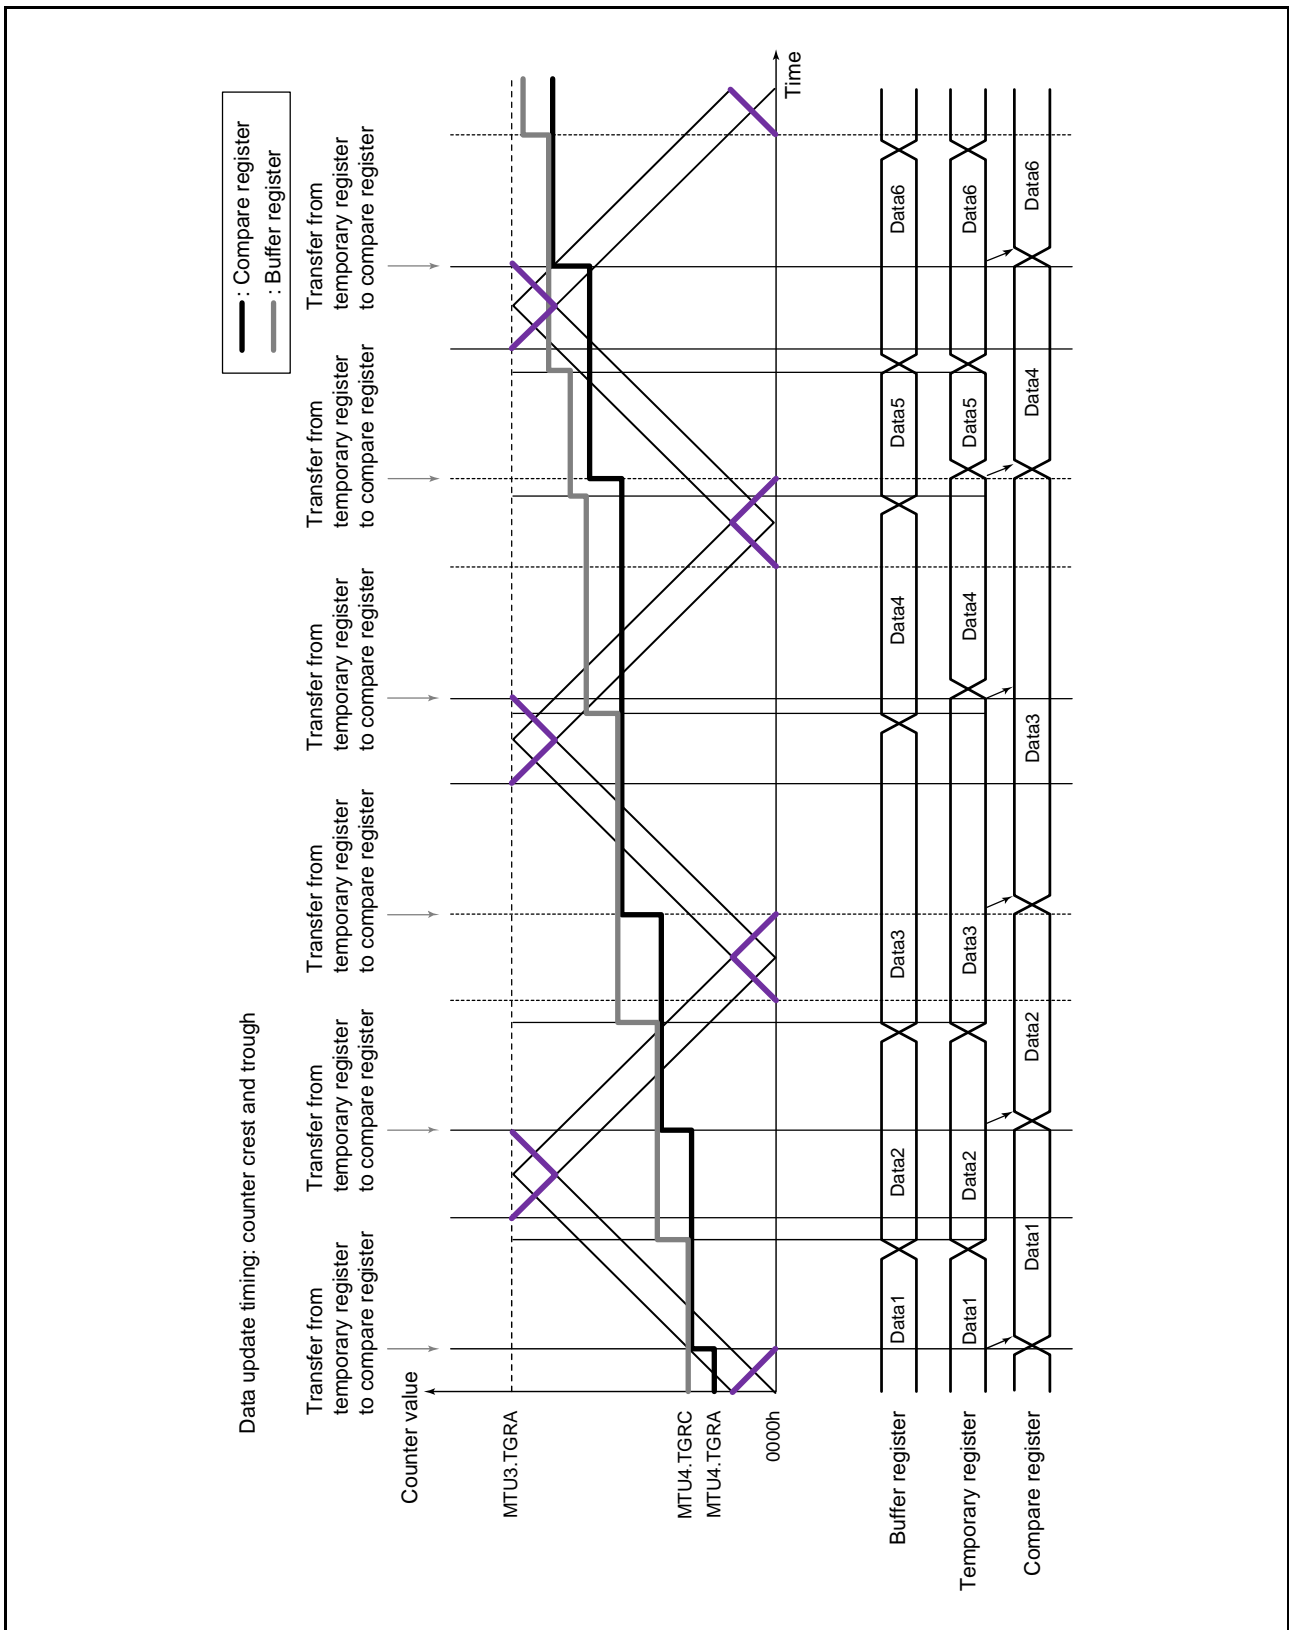 Data update timing: counter crest and trough
: Compare register
: Buffer register
Transfer from
temporary register
to compare register
Transfer from
temporary register
to compare register
Transfer from
temporary register
to compare register
Transfer from
temporary register
to compare register
Transfer from
temporary register
to compare register
Transfer from
temporary register
to compare register
Counter value
MTU3.TGRA
MTU4.TGRC
MTU4.TGRA
0000h
Time
Buffer register
Data1
Data2
Data3
Data4
Data5
Data6
Temporary register
Data1
Data2
Data3
Data4
Data5
Data6
Compare register
Data1
Data2
Data3
Data4
Data6